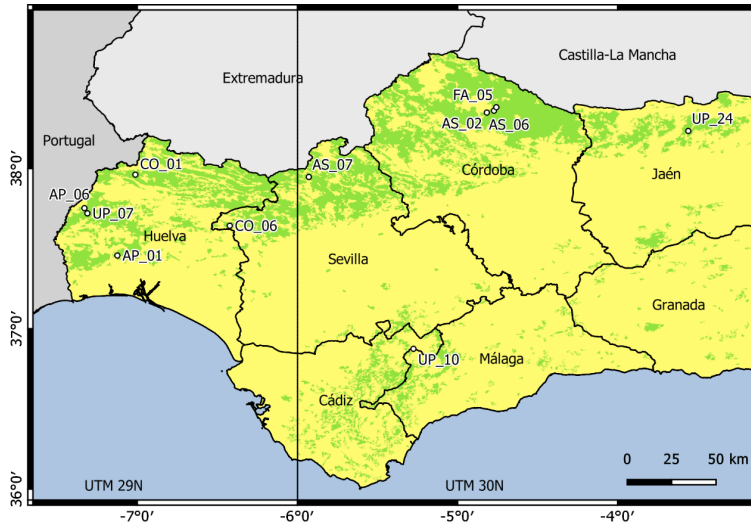 Castilla-La Mancha
Extremadura
FA_05
AS_02
AS_06
UP_24
Portugal
38°0'
CO_01
AS_07
Córdoba
Jaén
AP_06
UP_07
CO_06
Huelva
AP_01
Sevilla
Granada
37°0'
UP_10
Málaga
Cádiz
0 25 50 km
UTM 29N
UTM 30N
36°0'
-7°0'
-6°0'
-5°0'
-4°0'